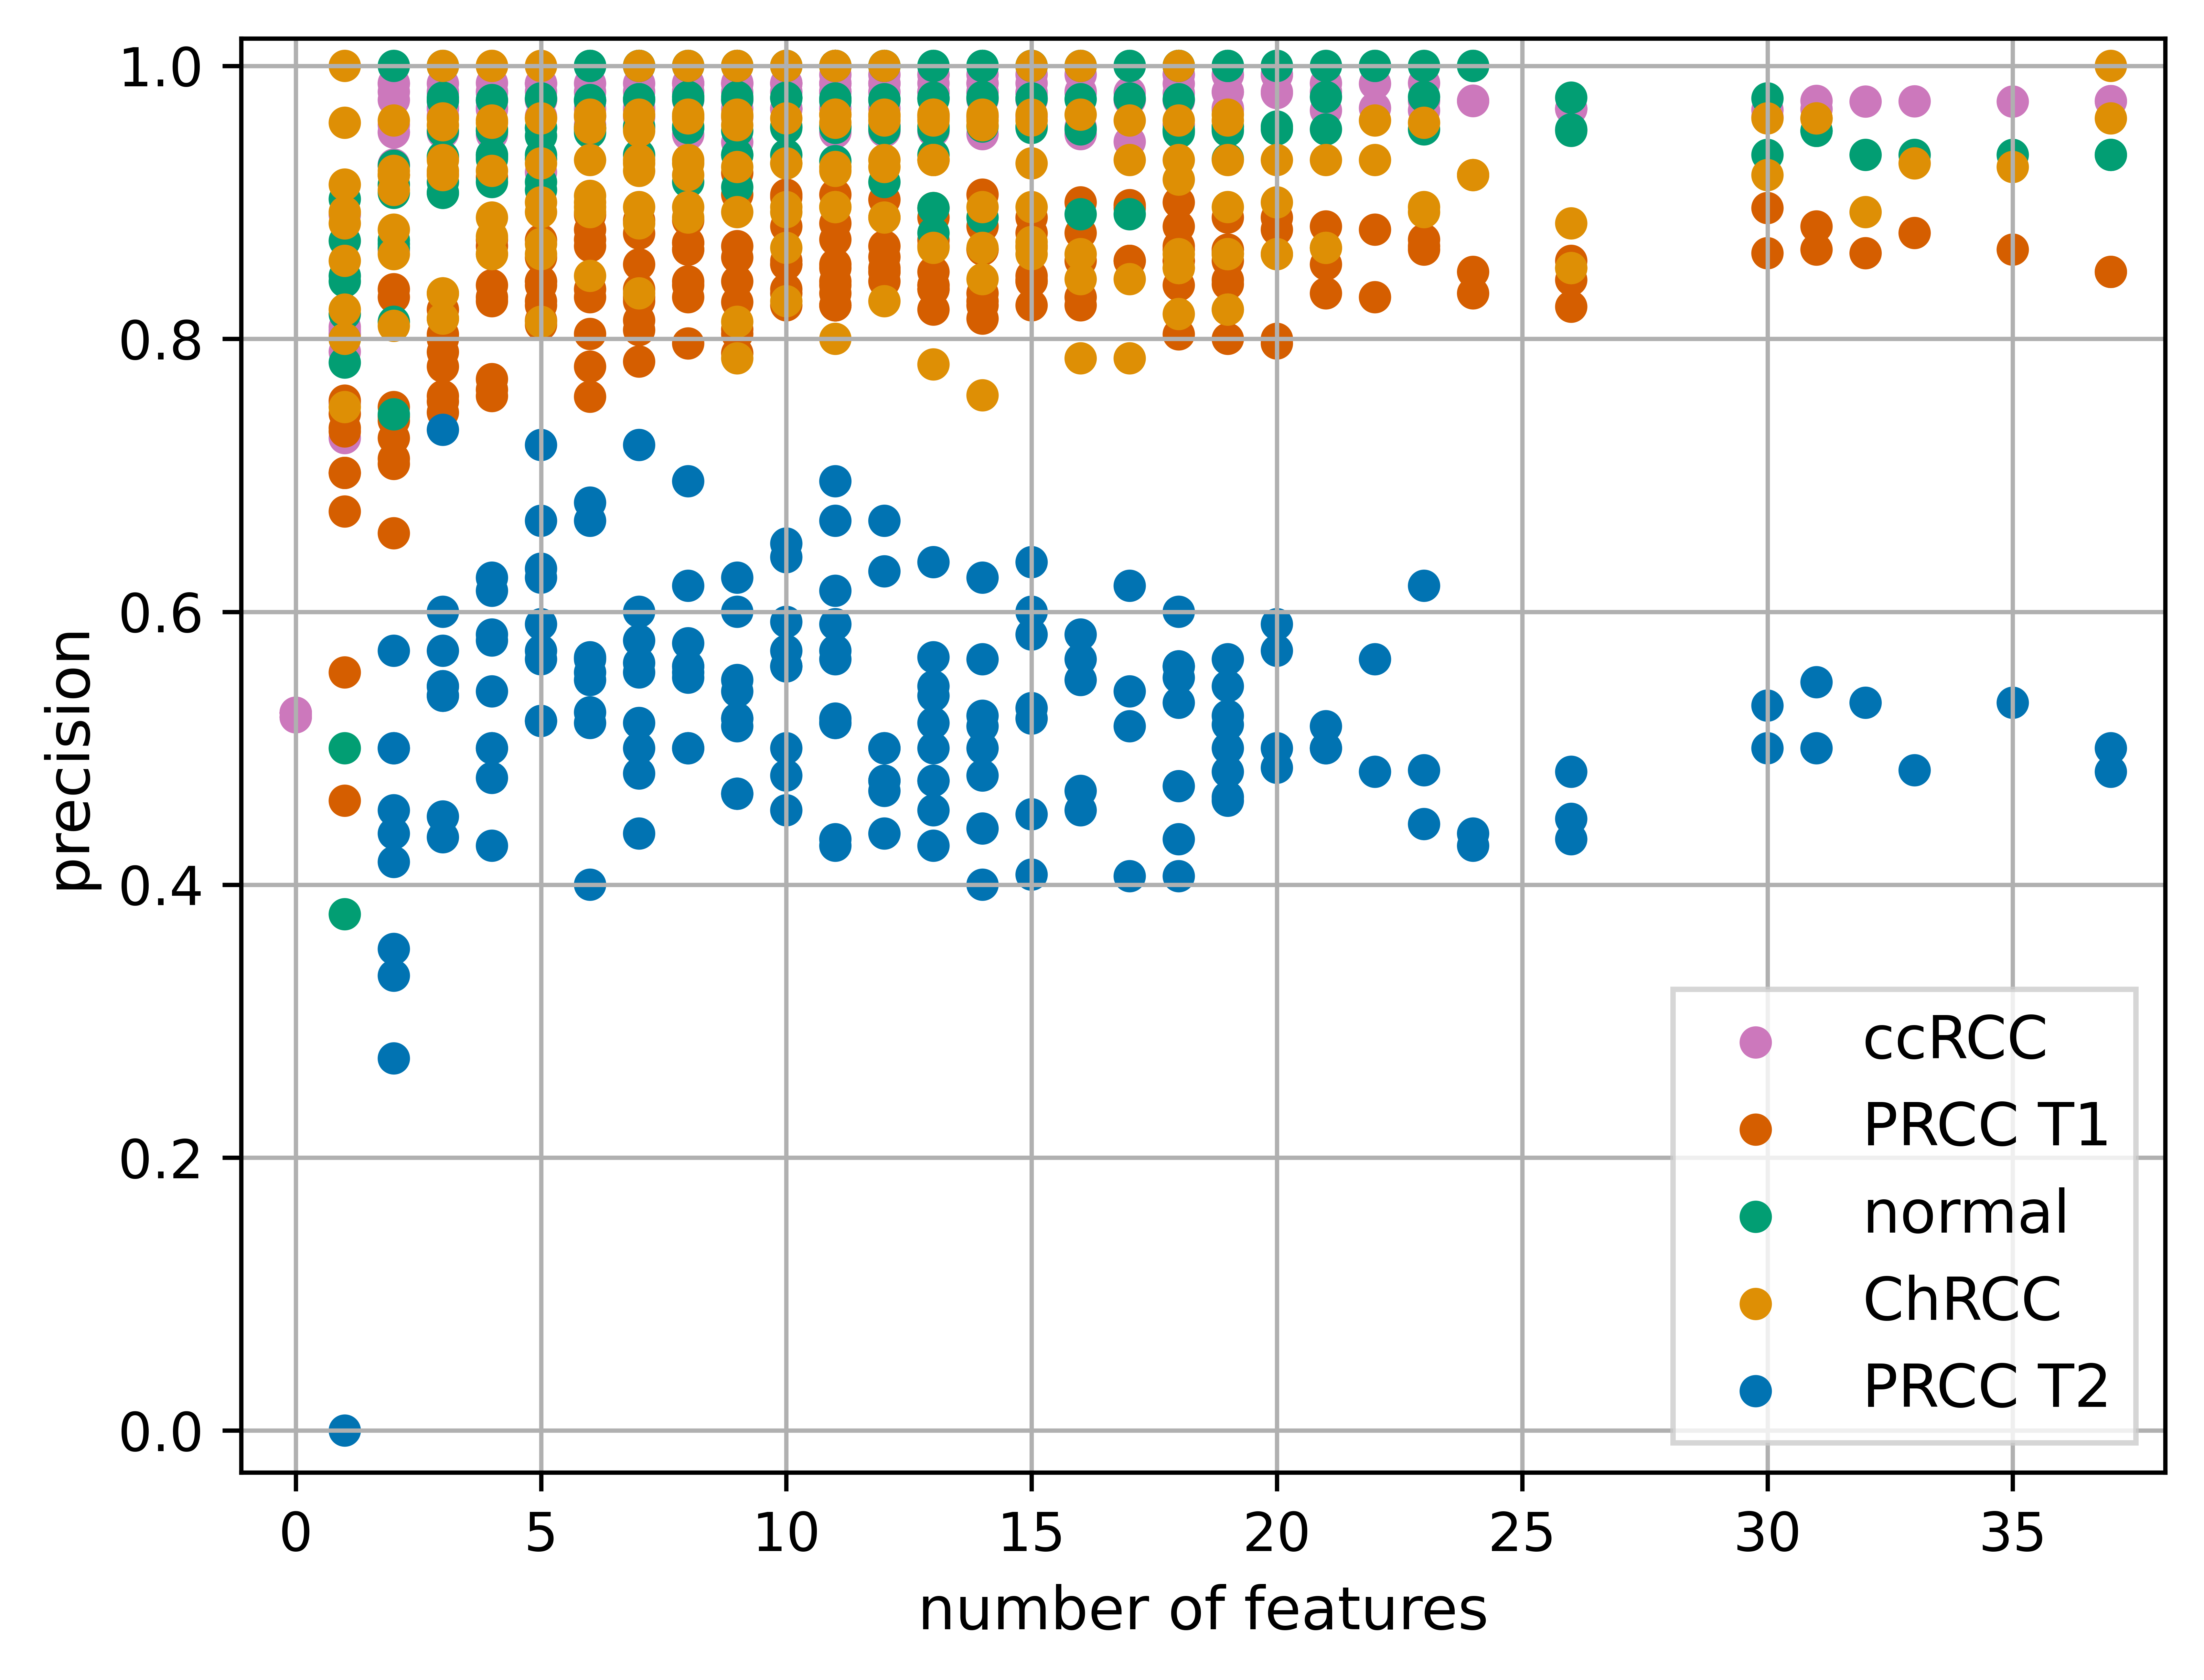 1.0
0.8
0.6
0.4
0.2
0.0
precision
0 5 10 15 20 25 30 35
number of features
ccRCC
PRCC T1
normal
ChRCC
PRCC T2